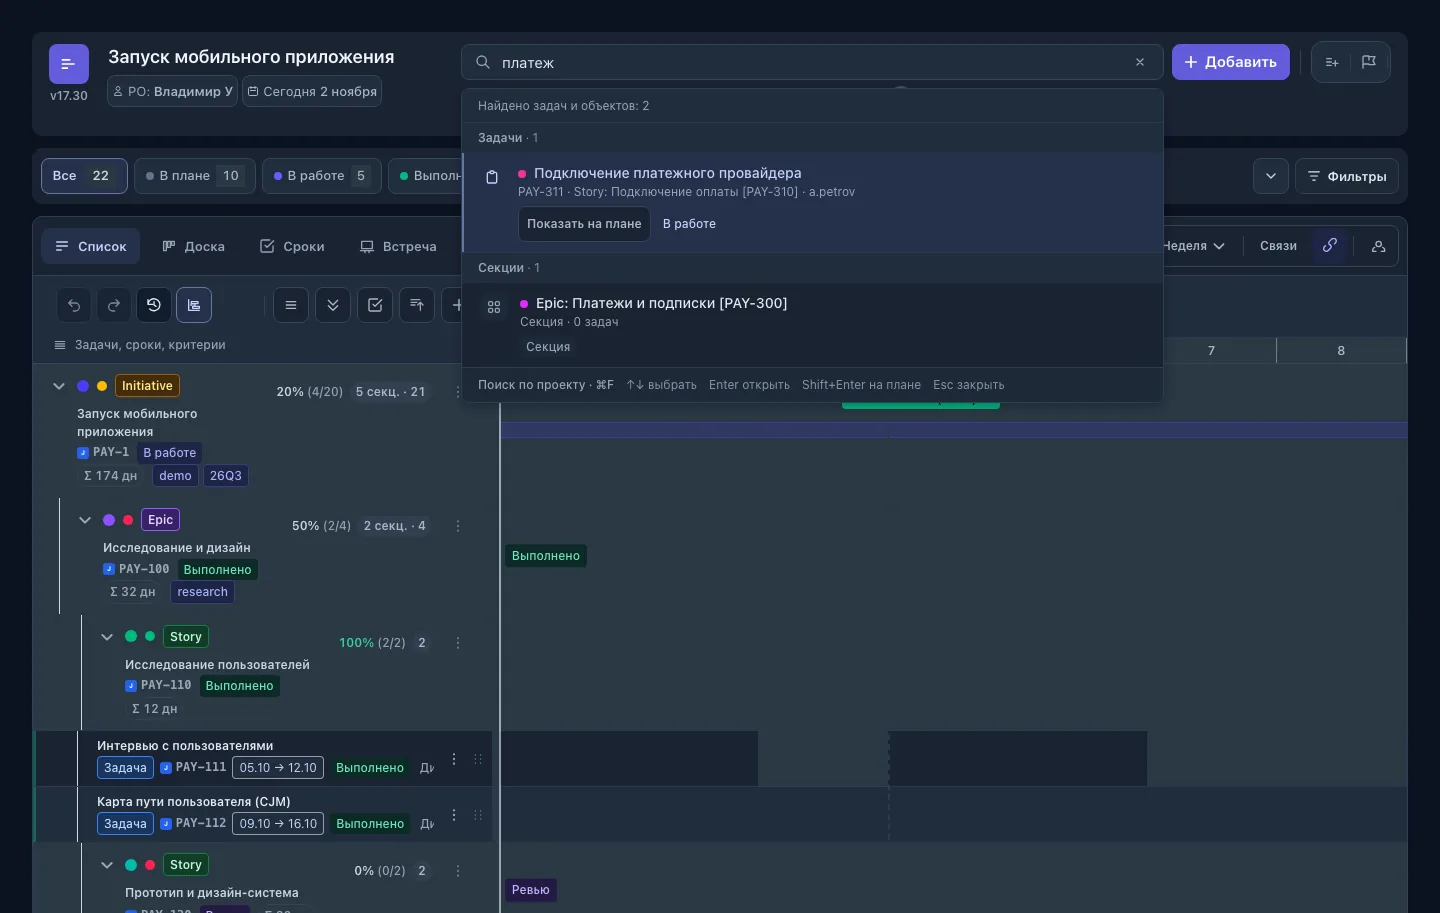 Запуск мобильного приложения
v17.30
PO: Владимир У
Сегодня 2 ноября
платеж
Добавить
Найдено задач и объектов: 2
Задачи · 1
Подключение платежного провайдера
PAY-311 · Story: Подключение оплаты [PAY-310] · a.petrov
Показать на плане
В работе
Секции · 1
Epic: Платежи и подписки [PAY-300]
Секция · 0 задач
Секция
Поиск по проекту · ⌘F ↑↓ выбрать Enter открыть Shift+Enter на плане Esc закрыть
Все 22
В плане 10
В работе 5
Фильтры
Список
Доска
Сроки
Встреча
Неделя
Связи
Задачи, сроки, критерии
7
8
Initiative
20% (4/20) 5 секц. · 21
Запуск мобильного
приложения
PAY-1 В работе
Σ 174 дн demo 26Q3
Epic
50% (2/4) 2 секц. · 4
Исследование и дизайн
PAY-100 Выполнено
Σ 32 дн research
Выполнено
Story
100% (2/2) 2
Исследование пользователей
PAY-110 Выполнено
Σ 12 дн
Интервью с пользователями
Задача PAY-111 05.10 → 12.10 Выполнено
Карта пути пользователя (CJM)
Задача PAY-112 09.10 → 16.10 Выполнено
Story
0% (0/2) 2
Прототип и дизайн-система
Ревью